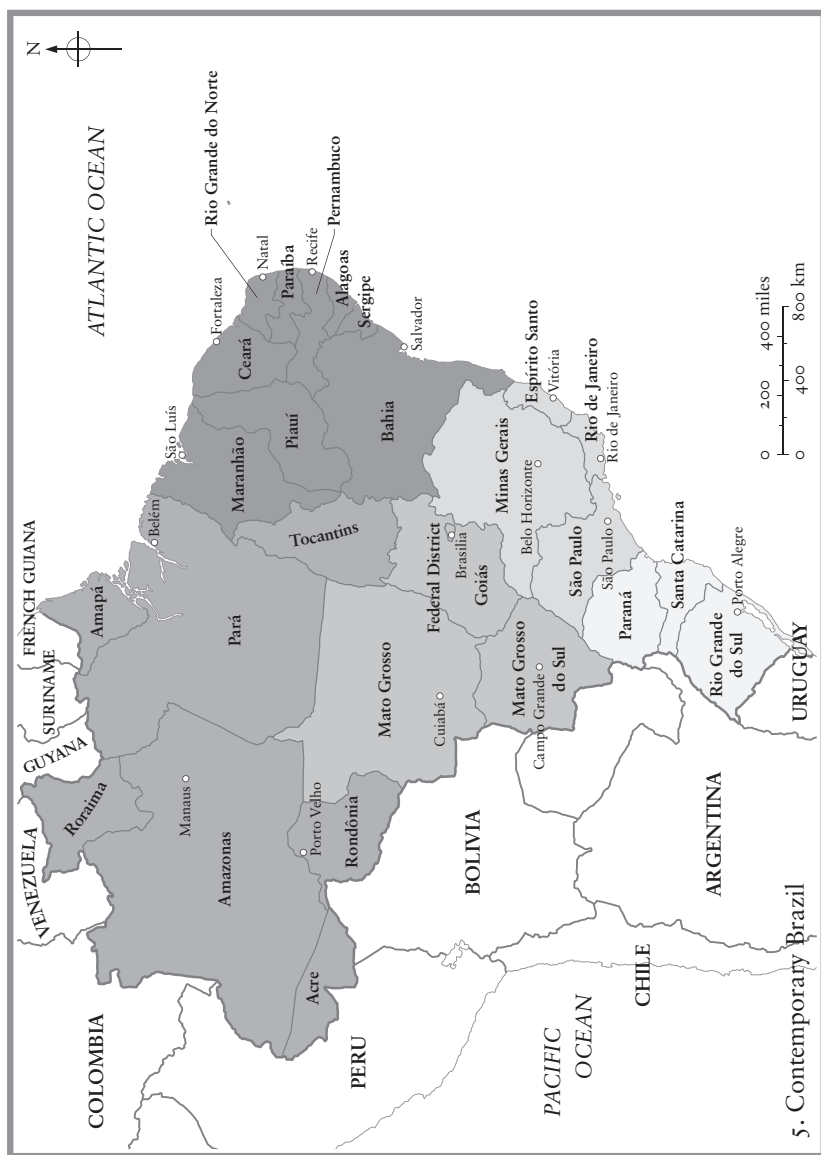 N
ATLANTIC OCEAN
VENEZUELA
GUYANA
SURINAME
FRENCH GUIANA
COLOMBIA
Roraima
Amapá
Belém
São Luís
Fortaleza
Rio Grande do Norte
Manaus
Amazonas
Pará
Maranhão
Ceará
Natal
Piauí
Paraíba
Recife
Pernambuco
Acre
Porto Velho
Rondônia
Tocantins
Alagoas
Sergipe
PERU
Mato Grosso
Bahia
Salvador
Cuiabá
Federal District
Brasilia
Goiás
BOLIVIA
Mato Grosso
do Sul
Campo Grande
Minas Gerais
Belo Horizonte
Espírito Santo
Vitória
São Paulo
São Paulo
Rio de Janeiro
Rio de Janeiro
PACIFIC
OCEAN
CHILE
Paraná
Santa Catarina
ARGENTINA
Rio Grande
do Sul
Porto Alegre
URUGUAY
0 200 400 miles
0 400 800 km
5. Contemporary Brazil